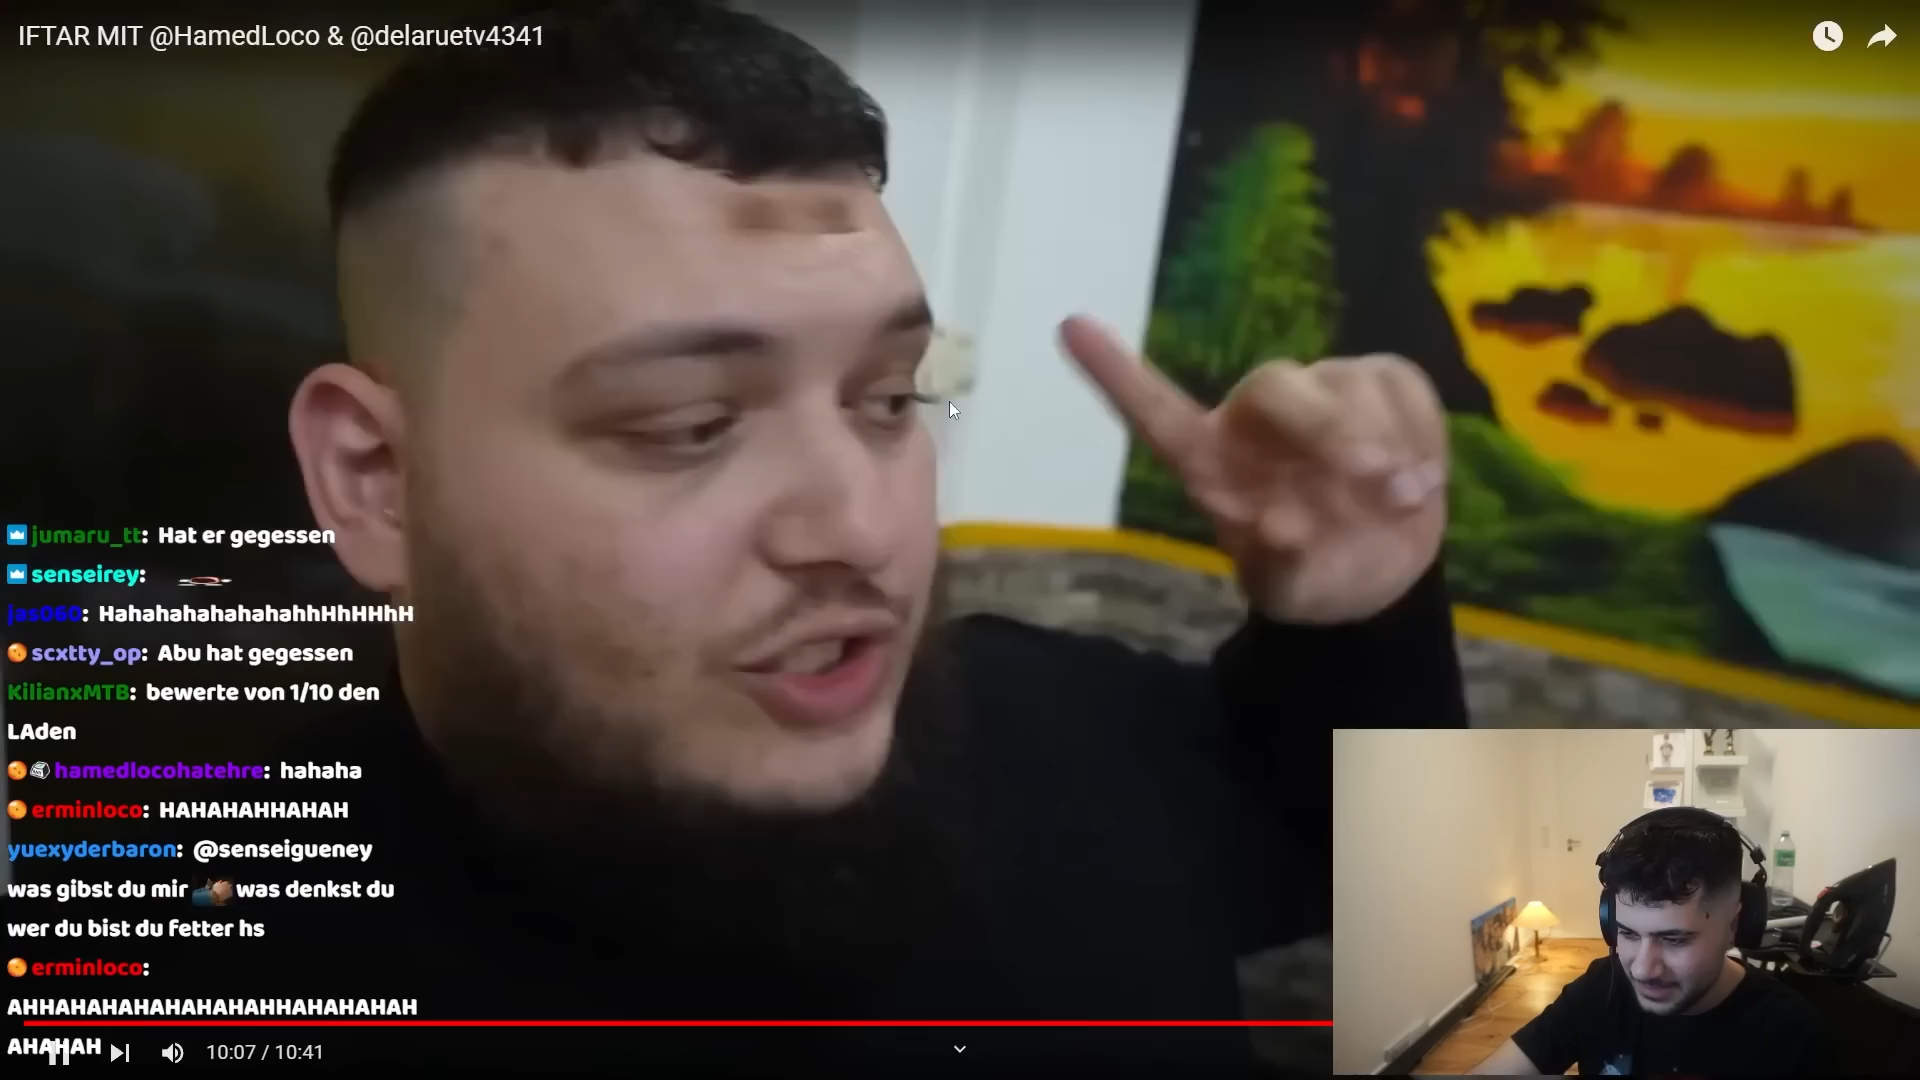 IFTAR MIT @HamedLoco & @delaruetv4341
jumaru_tt: Hat er gegessen
senseirey:
jas060: HahahahahahahahhHhHHhH
scxtty_op: Abu hat gegessen
KilianxMTB: bewerte von 1/10 den
LAden
hamedlocohatehre: hahaha
erminloco: HAHAHAHHAHAH
yuexyderbaron: @senseigueney
was gibst du mir was denkst du
wer du bist du fetter hs
erminloco:
AHHAHAHAHAHAHAHAHHAHAHAHAH
AHAHAH
10:07 / 10:41